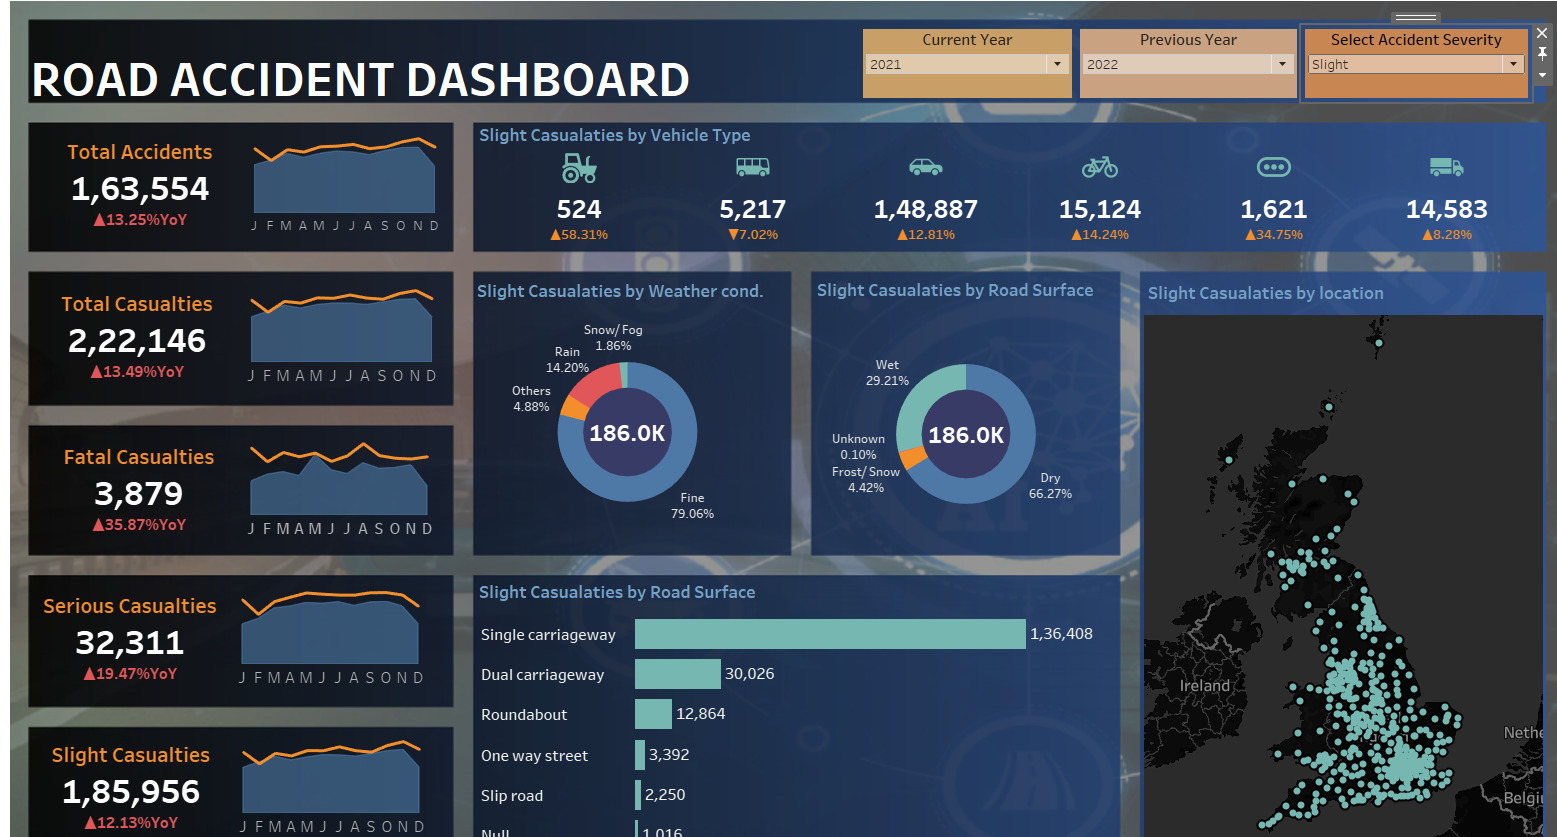 ROAD ACCIDENT DASHBOARD
Current Year
2021
Previous Year
2022
Select Accident Severity
Slight
Total Accidents
1,63,554
▲13.25%YoY
J F M A M J J A S O N D
Total Casualties
2,22,146
▲13.49%YoY
J F M A M J J A S O N D
Fatal Casualties
3,879
▲35.87%YoY
J F M A M J J A S O N D
Serious Casualties
32,311
▲19.47%YoY
J F M A M J J A S O N D
Slight Casualties
1,85,956
▲12.13%YoY
J F M A M J J A S O N D
Slight Casualaties by Vehicle Type
524 5,217 1,48,887 15,124 1,621 14,583
▲58.31% ▼7.02% ▲12.81% ▲14.24% ▲34.75% ▲8.28%
Slight Casualaties by Weather cond.
Snow/ Fog
1.86%
Rain
14.20%
Others
4.88%
186.0K
Fine
79.06%
Slight Casualaties by Road Surface
Wet
29.21%
Unknown
0.10%
Frost/ Snow
4.42%
186.0K
Dry
66.27%
Slight Casualaties by Road Surface
Single carriageway 1,36,408
Dual carriageway 30,026
Roundabout 12,864
One way street 3,392
Slip road 2,250
Null 1,016
Slight Casualaties by location
Ireland